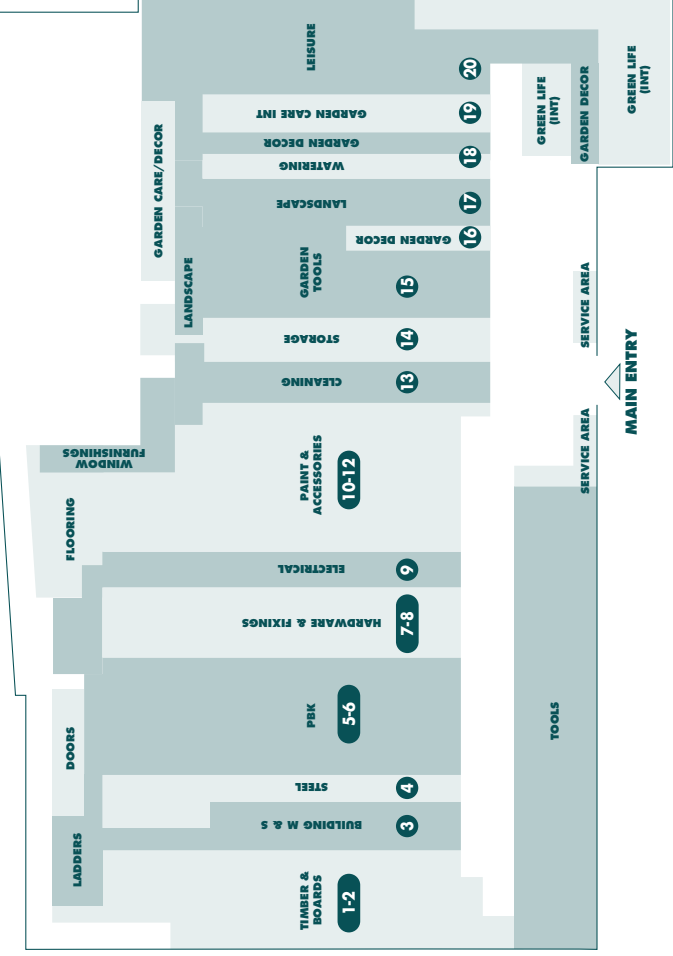 LEISURE
20
GARDEN CARE INT
19
GARDEN DECOR
18
WATERING
LANDSCAPE
17
GARDEN DECOR
16
GARDEN
TOOLS
15
STORAGE
14
CLEANING
13
GREEN LIFE
(INT)
GARDEN DECOR
GREEN LIFE
(INT)
GARDEN CARE/DECOR
LANDSCAPE
SERVICE AREA
MAIN ENTRY
SERVICE AREA
WINDOW
FURNISHINGS
FLOORING
PAINT &
ACCESSORIES
10-12
ELECTRICAL
9
HARDWARE & FIXINGS
7-8
PBK
5-6
STEEL
4
BUILDING M & S
3
TIMBER &
BOARDS
1-2
DOORS
LADDERS
TOOLS